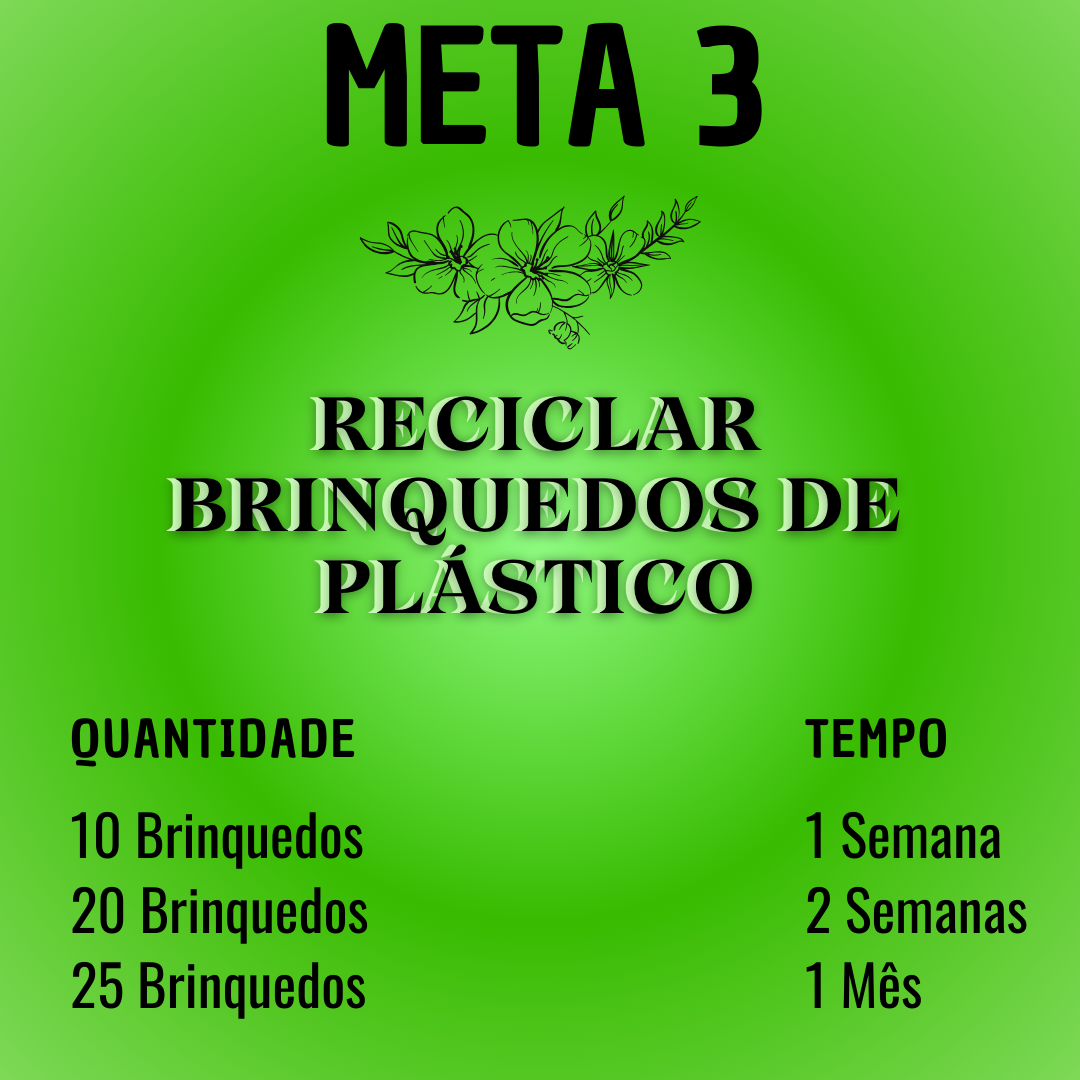 META 3
RECICLAR
BRINQUEDOS DE
PLÁSTICO
QUANTIDADE
TEMPO
10 Brinquedos
1 Semana
20 Brinquedos
2 Semanas
25 Brinquedos
1 Mês